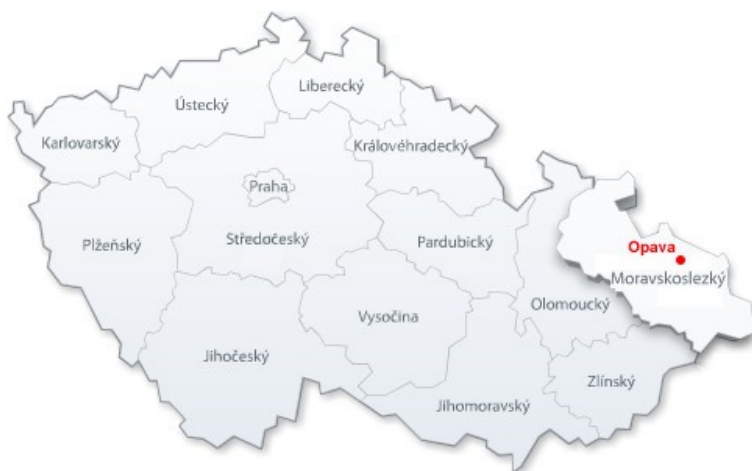 Liberecký
Ústecký
Karlovarský
Královéhradecký
Praha
Plžeňský
Středočeský
Pardubický
Opava
Moravskoslezký
Olomoucký
Vysočina
Jihočeský
Zlínský
Jihomoravský